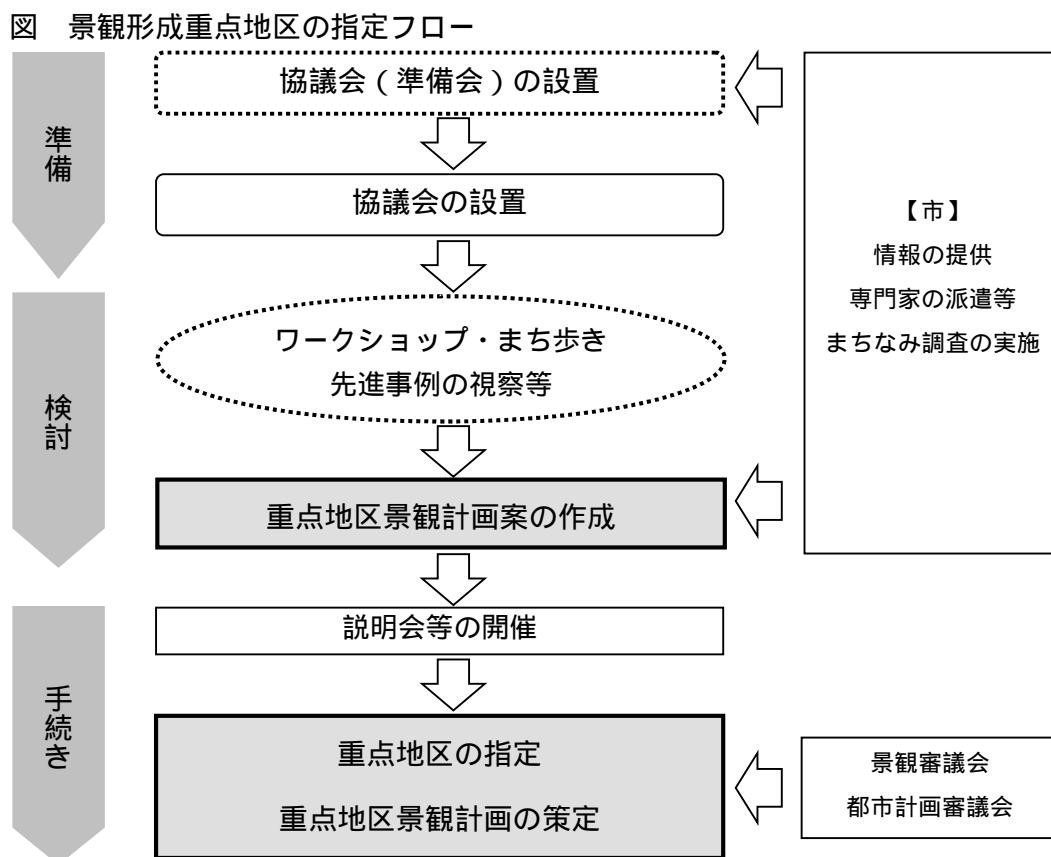 図　景観形成重点地区の指定フロー
準備
協議会（準備会）の設置
協議会の設置
【市】
情報の提供
専門家の派遣等
まちなみ調査の実施
検討
ワークショップ・まち歩き
先進事例の視察等
重点地区景観計画案の作成
手続き
説明会等の開催
重点地区の指定
重点地区景観計画の策定
景観審議会
都市計画審議会